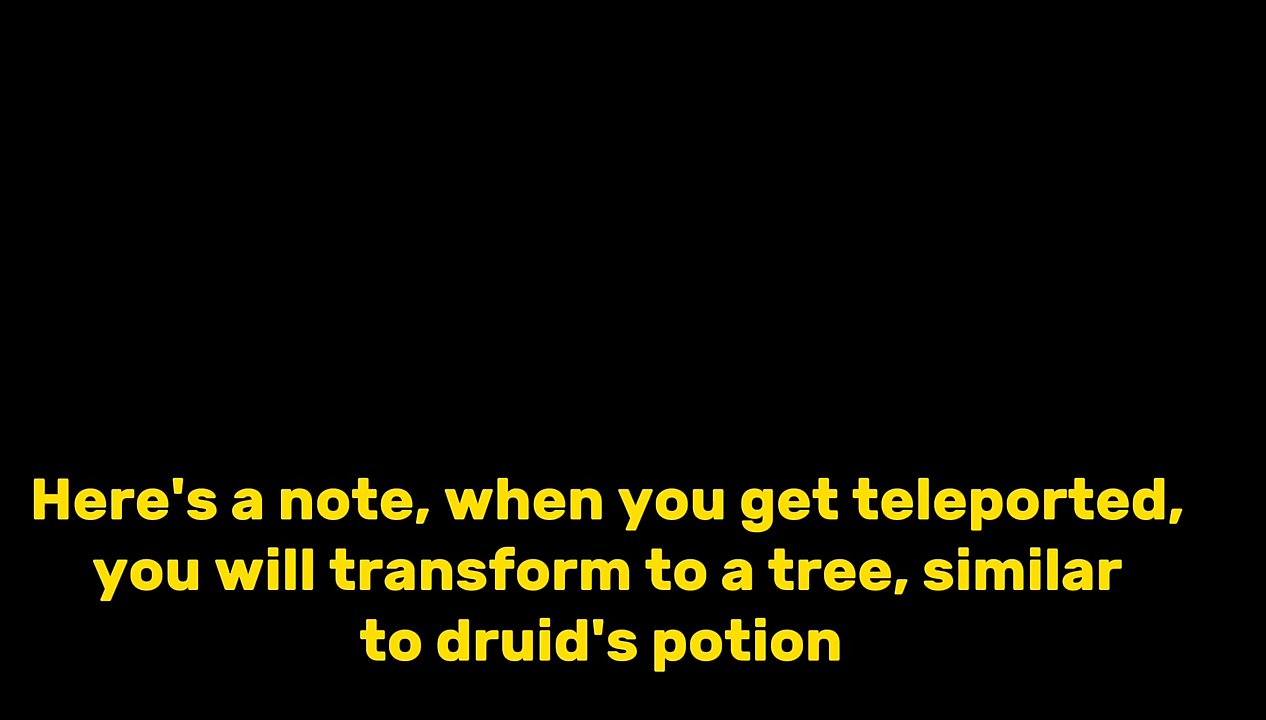 Here's a note, when you get teleported,
you will transform to a tree, similar
to druid's potion